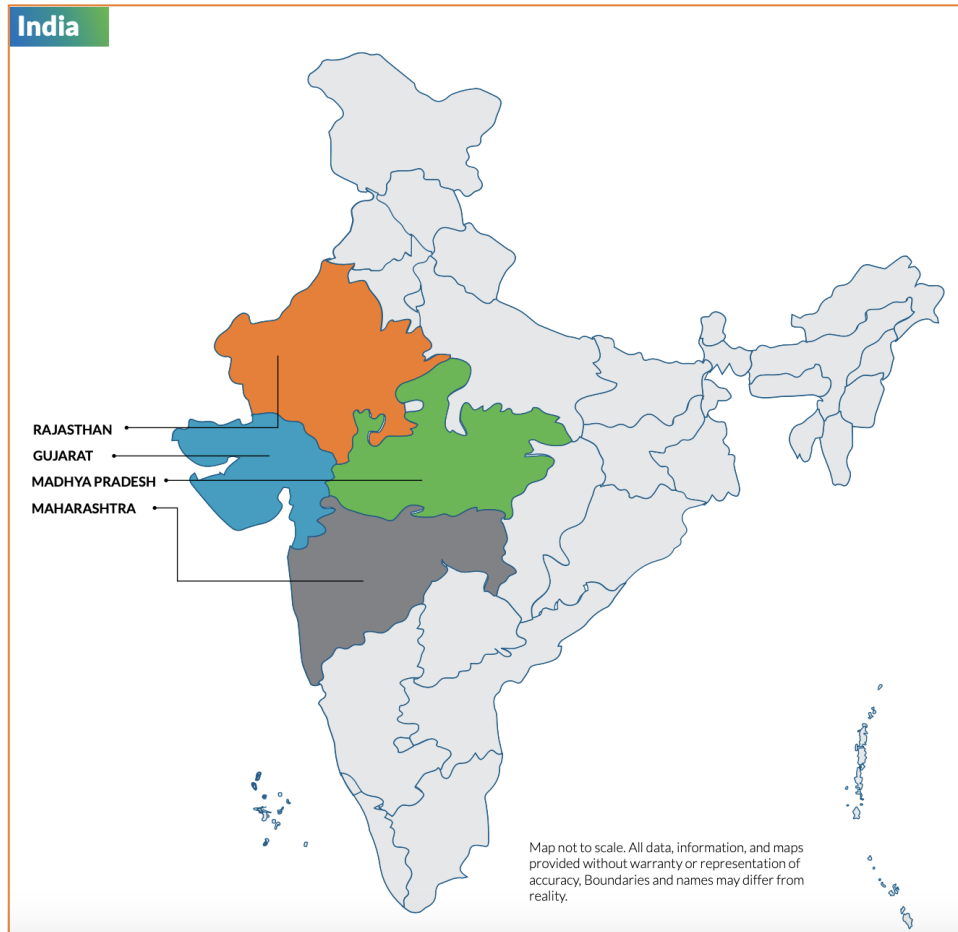 India
RAJASTHAN
GUJARAT
MADHYA PRADESH
MAHARASHTRA
Map not to scale. All data, information, and maps
provided without warranty or representation of
accuracy, Boundaries and names may differ from
reality.